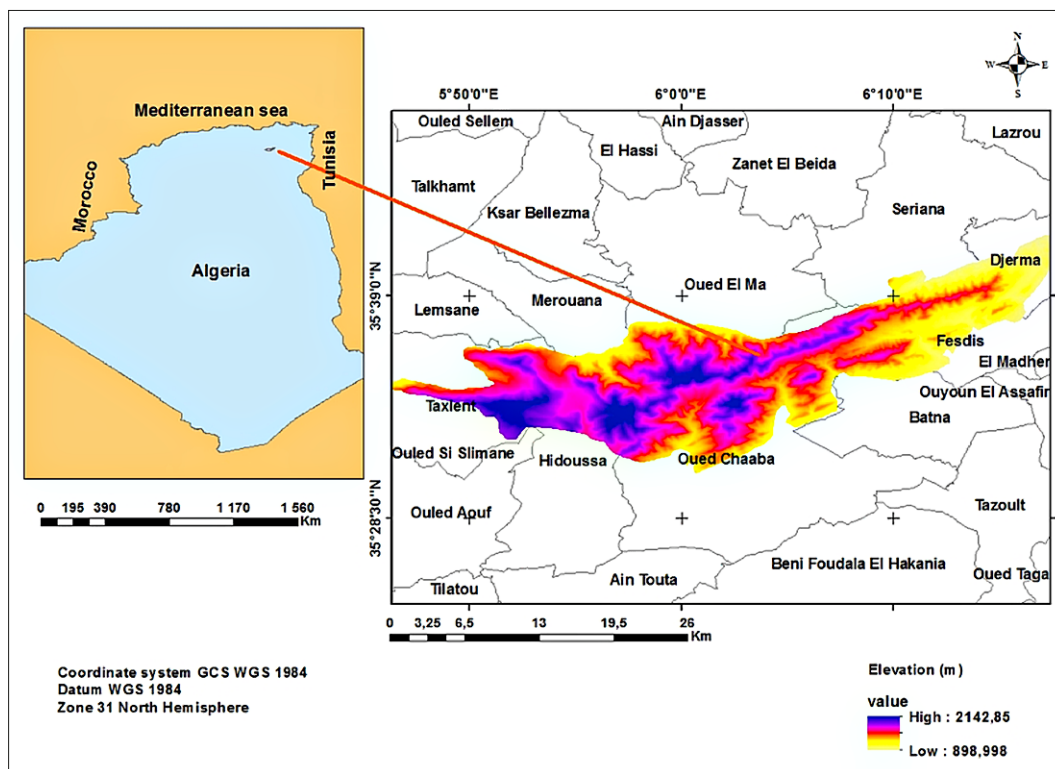 Mediterranean sea
Morocco
Tunisia
Algeria
0 195 390 780 1 170 1 560
Km
N
W E
S
5°50'0"E 6°0'0"E 6°10'0"E
35°39'0"N
35°28'30"N
Ouled Sellem
Ain Djasser
Lazrou
El Hassi
Zanet El Beida
Talkhamt
Ksar Bellezma
Seriana
Djerma
Oued El Ma
Merouana
Lemsane
Fesdis
El Madher
Ouyoun El Assafir
Taxlent
Batna
Ouled Si Slimane
Hidoussa
Oued Chaaba
Ouled Aouf
Tazoult
Beni Foudala El Hakania
Oued Taga
Ain Touta
Tilatou
0 3,25 6,5 13 19,5 26
Km
Coordinate system GCS WGS 1984
Datum WGS 1984
Zone 31 North Hemisphere
Elevation (m)
value
High : 2142,85
Low : 898,998